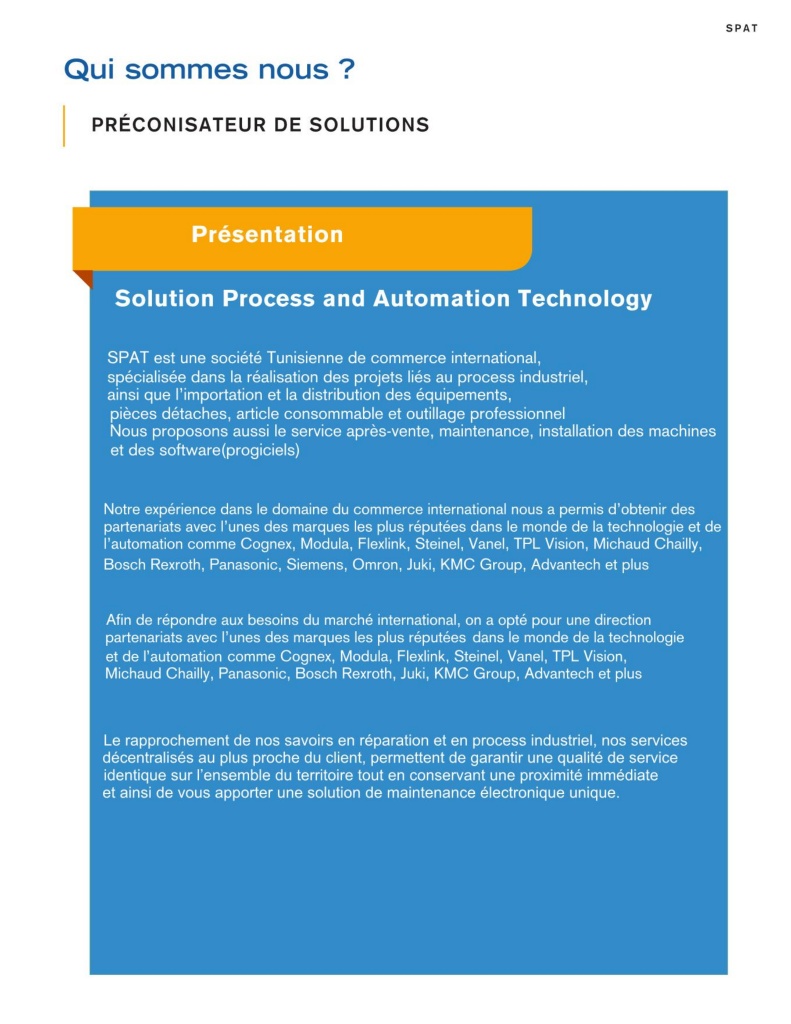 SPAT
Qui sommes nous ?
PRÉCONISATEUR DE SOLUTIONS
Présentation
Solution Process and Automation Technology
SPAT est une société Tunisienne de commerce international,
spécialisée dans la réalisation des projets liés au process industriel,
ainsi que l'importation et la distribution des équipements,
pièces détaches, article consommable et outillage professionnel
Nous proposons aussi le service après-vente, maintenance, installation des machines
et des software(progiciels)
Notre expérience dans le domaine du commerce international nous a permis d'obtenir des
partenariats avec l'unes des marques les plus réputées dans le monde de la technologie et de
l'automation comme Cognex, Modula, Flexlink, Steinel, Vanel, TPL Vision, Michaud Chailly,
Bosch Rexroth, Panasonic, Siemens, Omron, Juki, KMC Group, Advantech et plus
Afin de répondre aux besoins du marché international, on a opté pour une direction
partenariats avec l'unes des marques les plus réputées dans le monde de la technologie
et de l'automation comme Cognex, Modula, Flexlink, Steinel, Vanel, TPL Vision,
Michaud Chailly, Panasonic, Bosch Rexroth, Juki, KMC Group, Advantech et plus
Le rapprochement de nos savoirs en réparation et en process industriel, nos services
décentralisés au plus proche du client, permettent de garantir une qualité de service
identique sur l'ensemble du territoire tout en conservant une proximité immédiate
et ainsi de vous apporter une solution de maintenance électronique unique.